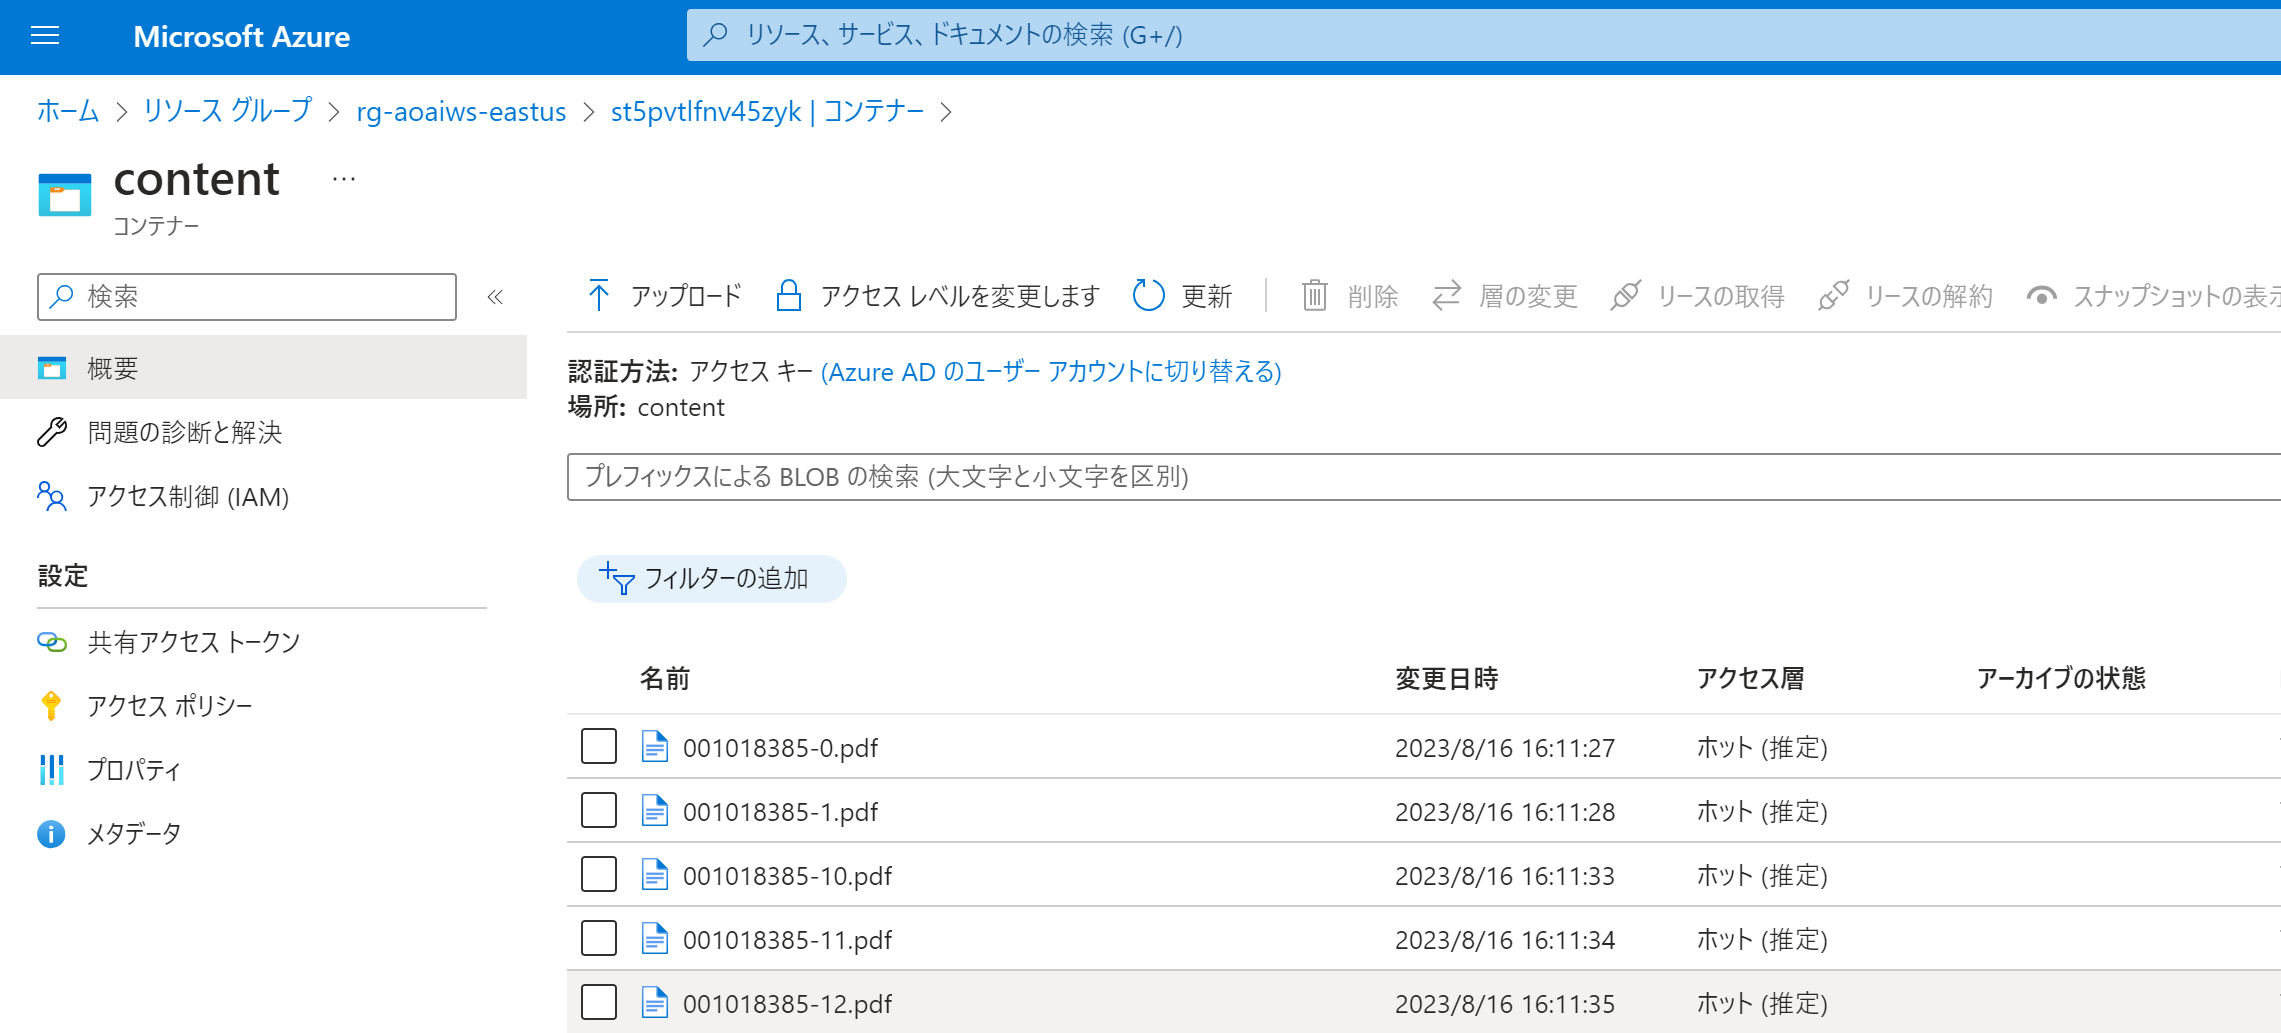 Microsoft Azure
リソース、サービス、ドキュメントの検索 (G+/)
ホーム > リソース グループ > rg-aoaiws-eastus > st5pvtlfnv45zyk | コンテナー >
content ...
コンテナー
検索 «
アップロード アクセス レベルを変更します 更新 削除 層の変更 リースの取得 リースの解約 スナップショットの表示
概要
問題の診断と解決
アクセス制御 (IAM)
設定
共有アクセス トークン
アクセス ポリシー
プロパティ
メタデータ
認証方法: アクセス キー (Azure AD のユーザー アカウントに切り替える)
場所: content
プレフィックスによる BLOB の検索 (大文字と小文字を区別)
フィルターの追加
名前 変更日時 アクセス層 アーカイブの状態
001018385-0.pdf 2023/8/16 16:11:27 ホット (推定)
001018385-1.pdf 2023/8/16 16:11:28 ホット (推定)
001018385-10.pdf 2023/8/16 16:11:33 ホット (推定)
001018385-11.pdf 2023/8/16 16:11:34 ホット (推定)
001018385-12.pdf 2023/8/16 16:11:35 ホット (推定)